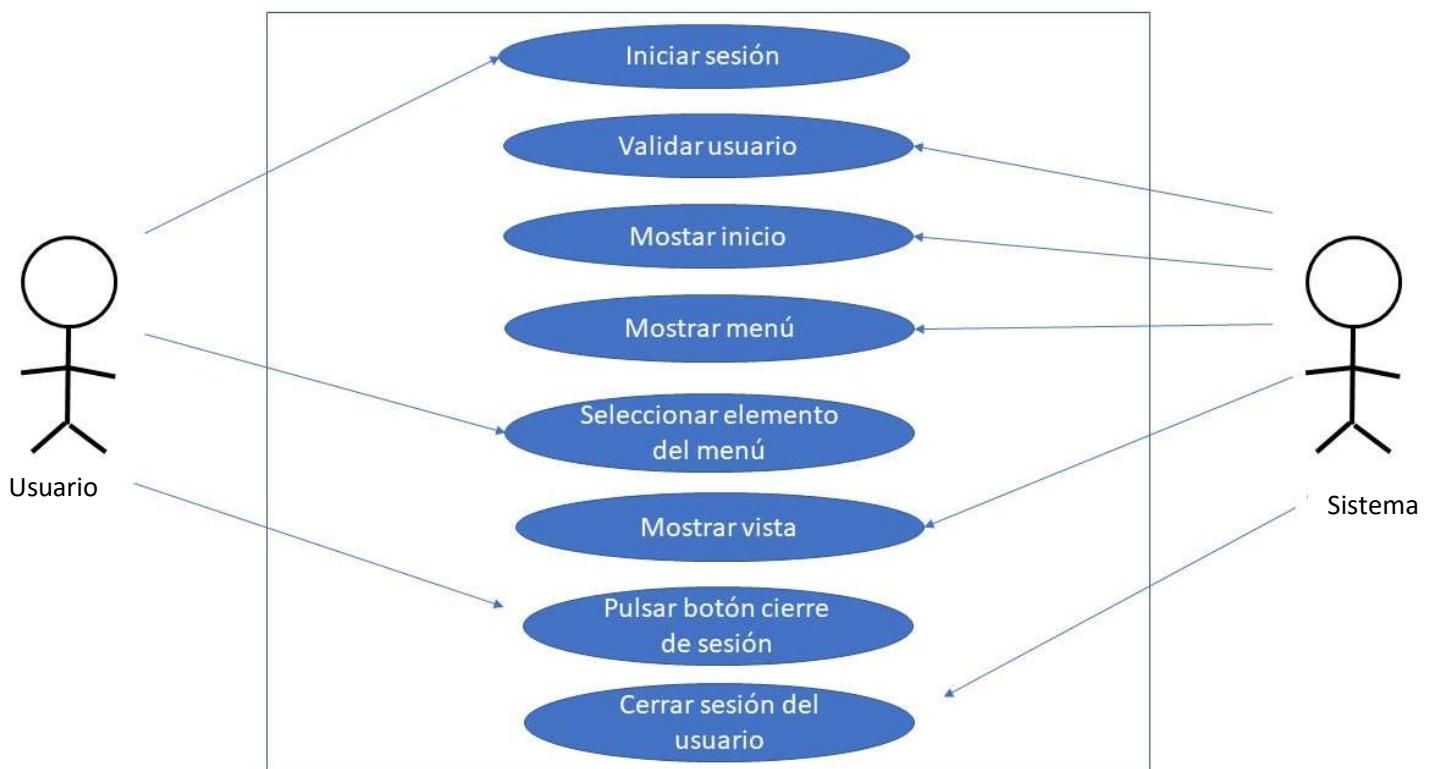 Iniciar sesión
Validar usuario
Mostar inicio
Mostrar menú
Seleccionar elemento
del menú
Usuario
Sistema
Mostrar vista
Pulsar botón cierre
de sesión
Cerrar sesión del
usuario